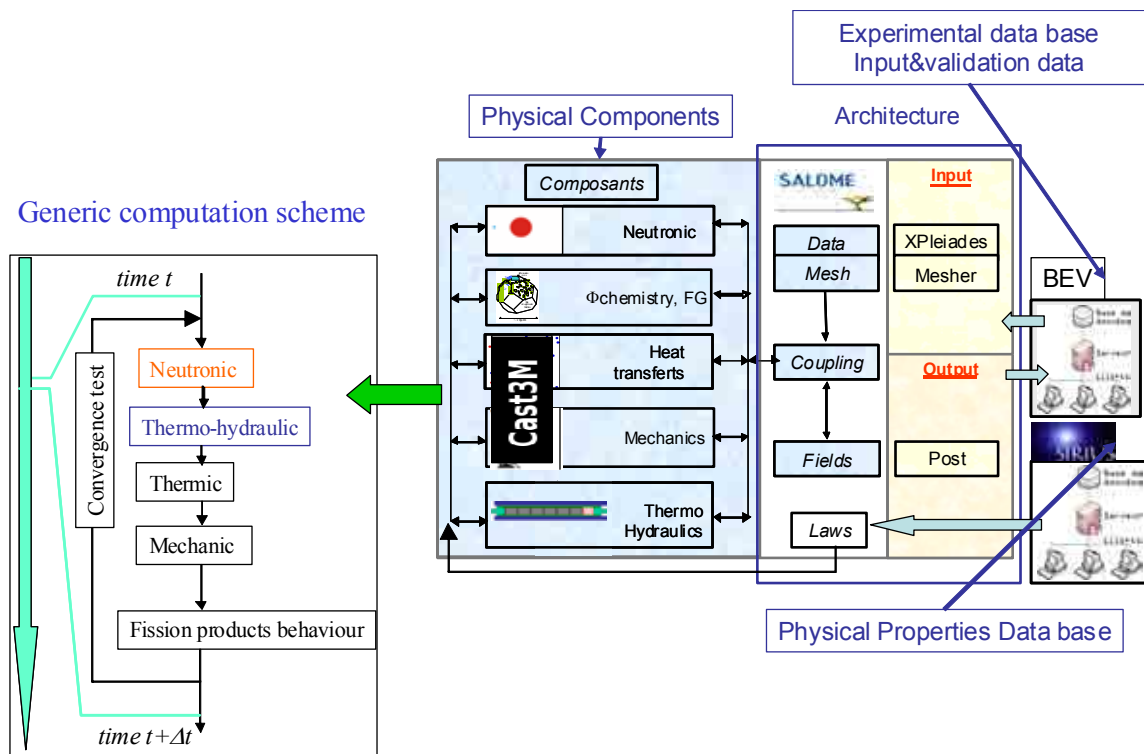 Experimental data base
Input&validation data
Physical Components
Architecture
Generic computation scheme
time t
Convergence test
Neutronic
Thermo-hydraulic
Thermic
Mechanic
Fission products behaviour
time t+Δt
Composants
Neutronic
Φchemistry, FG
Heat
transferts
Cast3M
Mechanics
Thermo
Hydraulics
SALOME
Data
Mesh
Coupling
Fields
Laws
Input
XPleiades
Mesher
Output
Post
BEV
SIRIUS
Physical Properties Data base